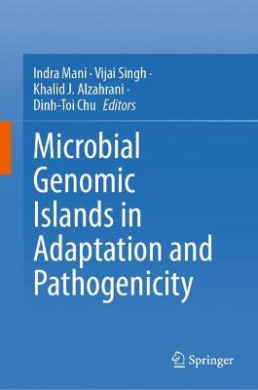 Indra Mani · Vijai Singh ·
Khalid J. Alzahrani ·
Dinh-Toi Chu Editors
Microbial
Genomic
Islands in
Adaptation and
Pathogenicity
Springer